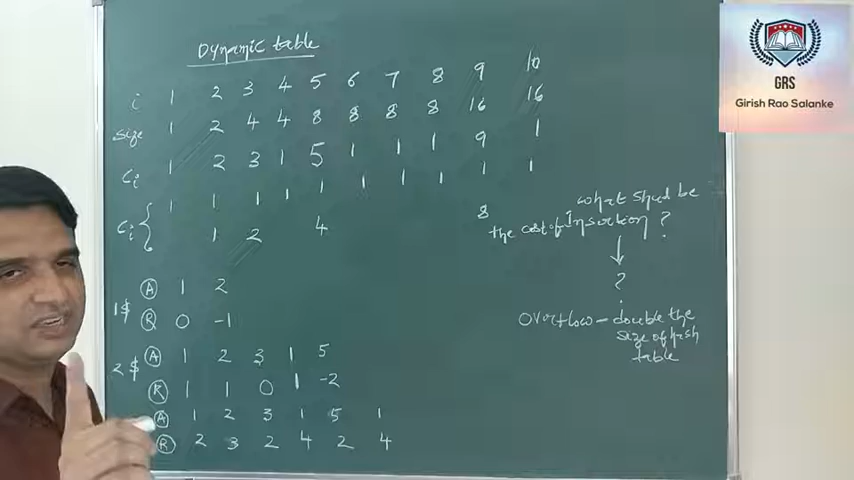 Dynamic table
i 1 2 3 4 5 6 7 8 9 10
size 1 2 4 4 8 8 8 8 16 16
Ci 1 2 3 1 5 1 1 1 9 1
Ci { 1 1 1 1 1 1 1 1 1 1
1 2 4 8
what should be
the cost of Insertion ?
?
overflow - double the
size of hash
table
1$ A 1 2
R 0 -1
2$ A 1 2 3 1 5
R 1 1 0 1 -2
A 1 2 3 1 5 1
R 2 3 2 4 2 4
GRS
Girish Rao Salanke